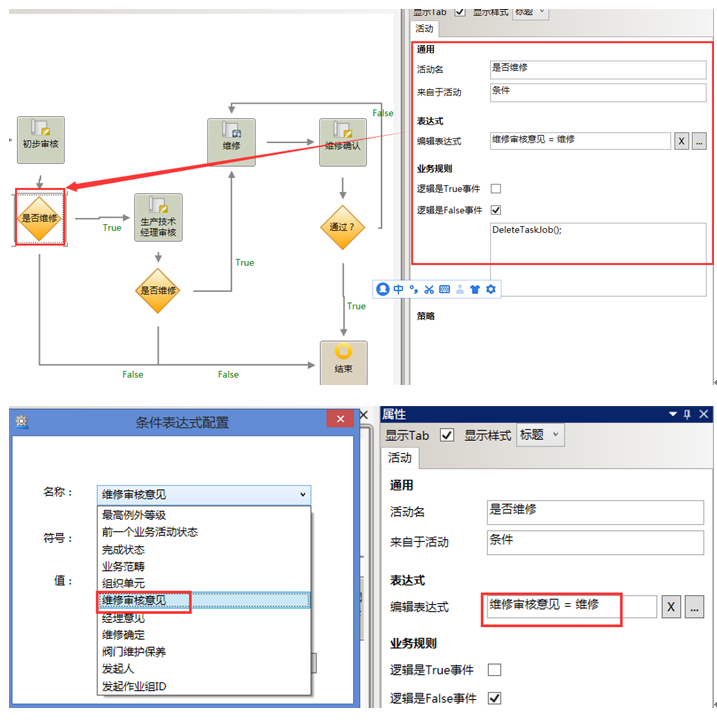 显示Tab 显示样式 标题
活动
通用
活动名 是否维修
来自于活动 条件
表达式
编辑表达式 维修审核意见 = 维修 X ...
业务规则
逻辑是True事件
逻辑是False事件
DeleteTaskJob();
策略
初步审核
维修
维修确认
False
是否维修
True
生产技术
经理审核
通过？
True
是否维修
True
结束
False
False
中
条件表达式配置
名称：
维修审核意见
最高例外等级
前一个业务活动状态
符号：
完成状态
业务范畴
值：
组织单元
维修审核意见
经理意见
维修确定
阀门维护保养
发起人
发起作业组ID
属性
显示Tab 显示样式 标题
活动
通用
活动名 是否维修
来自于活动 条件
表达式
编辑表达式 维修审核意见 = 维修 X ...
业务规则
逻辑是True事件
逻辑是False事件